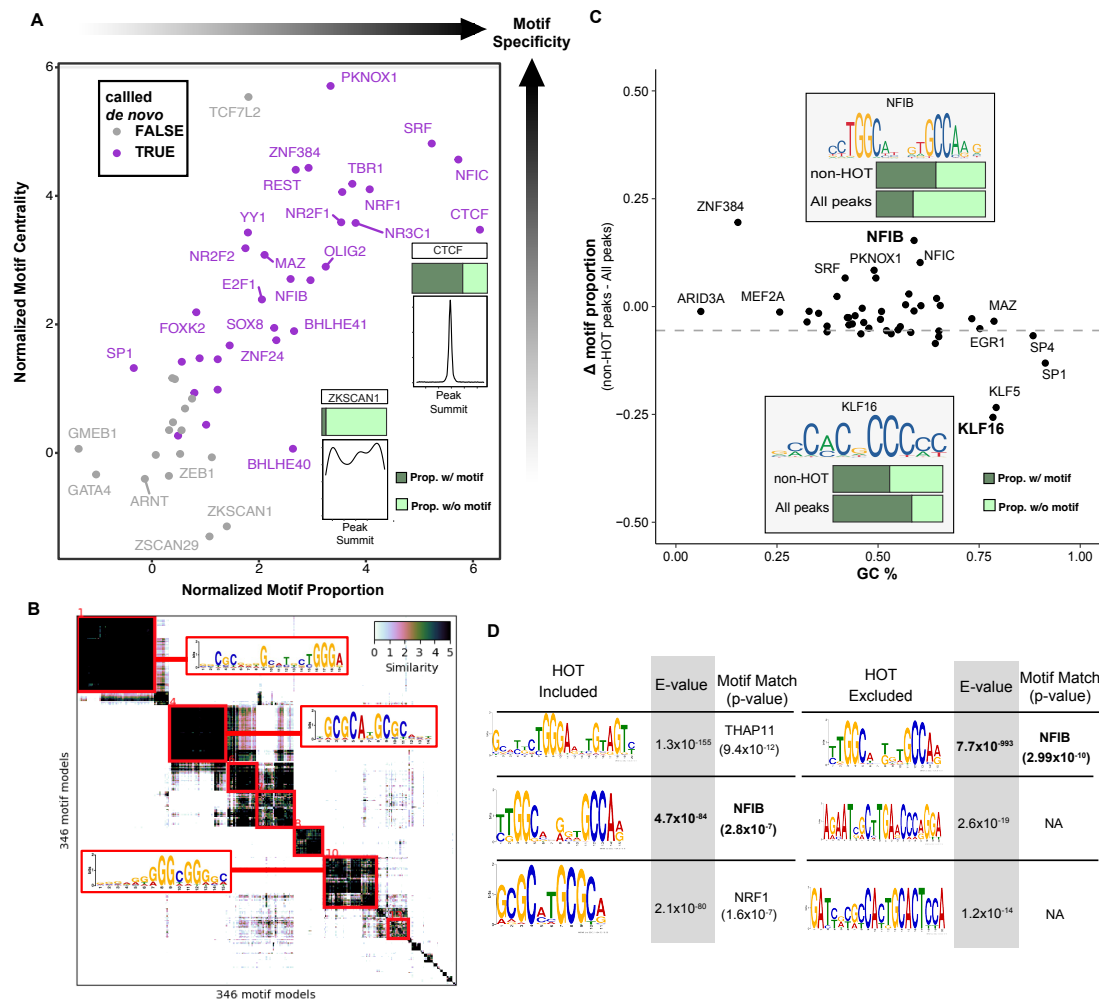 A
Motif
Specificity
6
4
2
0
0
2
4
6
Normalized Motif Centrality
Normalized Motif Proportion
callled
de novo
FALSE
TRUE
TCF7L2
PKNOX1
SRF
ZNF384
NFIC
REST
TBR1
NRF1
CTCF
YY1
NR2F1
NR3C1
NR2F2
MAZ
OLIG2
E2F1
NFIB
FOXK2
SOX8
BHLHE41
ZNF24
SP1
GMEB1
GATA4
ZEB1
ARNT
BHLHE40
ZKSCAN1
ZSCAN29
CTCF
Peak
Summit
ZKSCAN1
Peak
Summit
Prop. w/ motif
Prop. w/o motif
C
0.50
0.25
0.00
−0.25
−0.50
0.00
0.25
0.50
0.75
1.00
Δ motif proportion
(non-HOT peaks - All peaks)
GC %
NFIB
non-HOT
All peaks
ZNF384
NFIB
NFIC
PKNOX1
SRF
ARID3A
MEF2A
MAZ
EGR1
SP4
SP1
KLF5
KLF16
KLF16
non-HOT
All peaks
Prop. w/ motif
Prop. w/o motif
B
1
4
8
10
0 1 2 3 4 5
Similarity
346 motif models
346 motif models
D
HOT
Included
E-value
Motif Match
(p-value)
HOT
Excluded
E-value
Motif Match
(p-value)
1.3x10-155
THAP11
(9.4x10-12)
7.7x10-993
NFIB
(2.99x10-10)
4.7x10-84
NFIB
(2.8x10-7)
2.6x10-19
NA
2.1x10-80
NRF1
(1.6x10-7)
1.2x10-14
NA